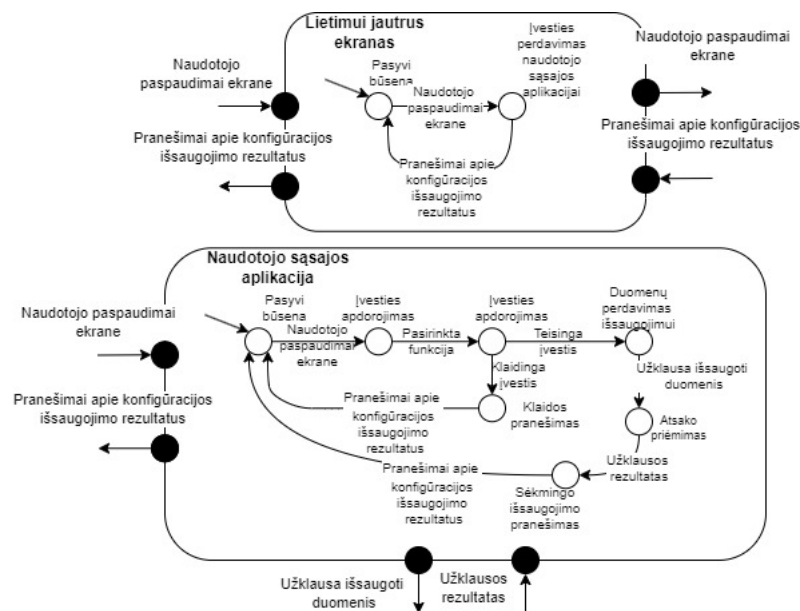 Lietimui jautrus
ekranas
Naudotojo
paspaudimai ekrane
Pranešimai apie konfigūracijos
išsaugojimo rezultatus
Pasyvi
būsena
Naudotojo
paspaudimai
ekrane
Įvesties
perdavimas
naudotojo
sąsajos
aplikacijai
Pranešimai apie
konfigūracijos
išsaugojimo
rezultatus
Naudotojo paspaudimai
ekrane
Pranešimai apie konfigūracijos
išsaugojimo rezultatus
Naudotojo sąsajos
aplikacija
Naudotojo paspaudimai
ekrane
Pranešimai apie konfigūracijos
išsaugojimo rezultatus
Pasyvi
būsena
Naudotojo
paspaudimai
ekrane
Įvesties
apdorojimas
Pasirinkta
funkcija
Įvesties
apdorojimas
Teisinga
įvestis
Duomenų
perdavimas
išsaugojimui
Klaidinga
įvestis
Užklausa išsaugoti
duomenis
Pranešimai apie
konfigūracijos
išsaugojimo
rezultatus
Klaidos
pranešimas
Atsako
priėmimas
Užklausos
rezultatas
Pranešimai apie
konfigūracijos
išsaugojimo
rezultatus
Sėkmingo
išsaugojimo
pranešimas
Užklausa išsaugoti
duomenis
Užklausos
rezultatas